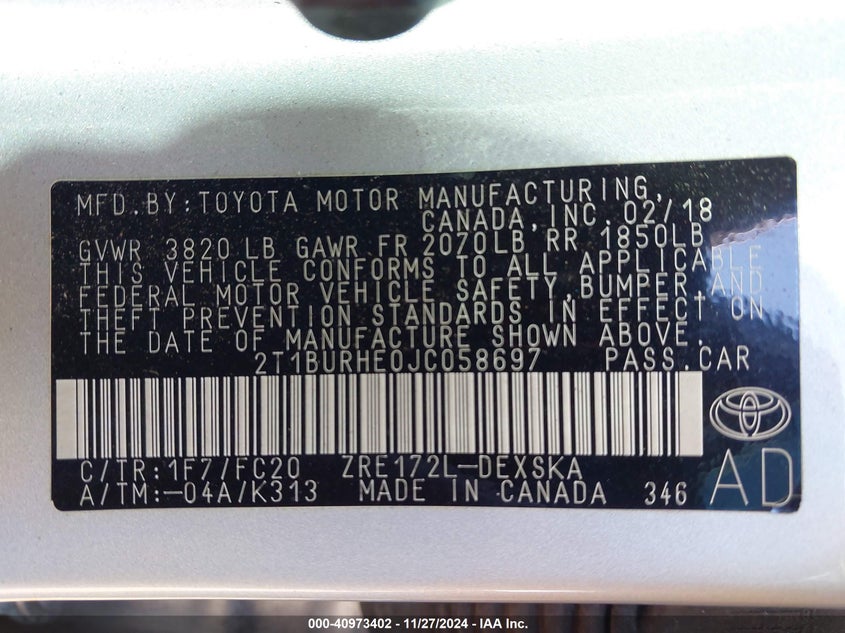 MFD.BY:TOYOTA MOTOR MANUFACTURING,
CANADA, INC. 02/18
GVWR 3820 LB GAWR FR 2070LB RR 1850LB
THIS VEHICLE CONFORMS TO ALL APPLICABLE
FEDERAL MOTOR VEHICLE SAFETY, BUMPER AND
THEFT PREVENTION STANDARDS IN EFFECT ON
THE DATE OF MANUFACTURE SHOWN ABOVE.
2T1BURHE0JC058697 PASS.CAR
C/TR:1F7/FC20 ZRE172L-DEXSKA
A/TM:-04A/K313 MADE IN CANADA 346 AD
000-40973402 - 11/27/2024 - IAA Inc.